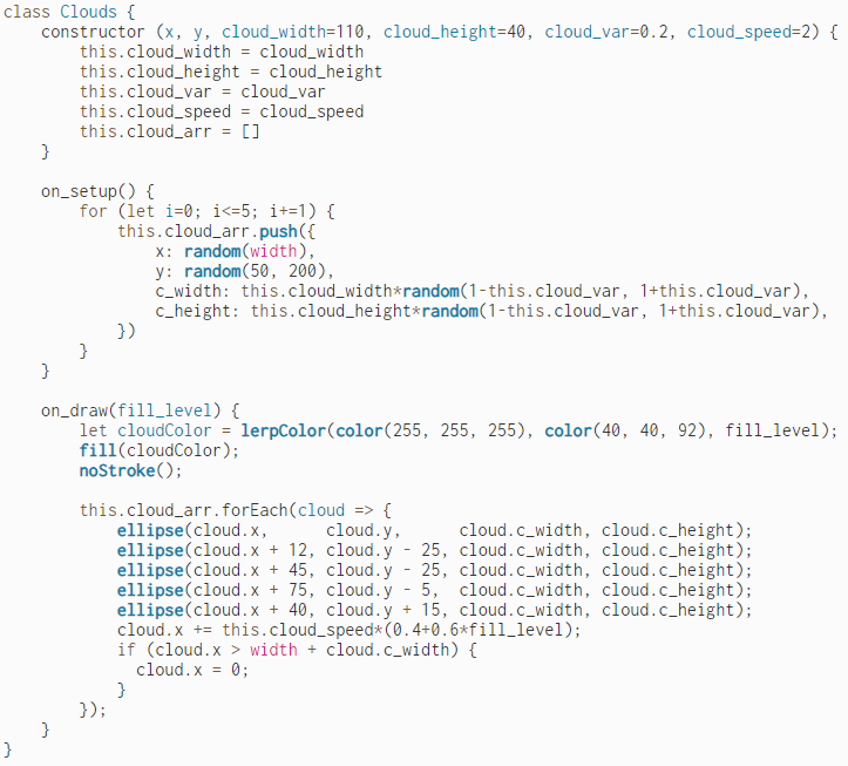 class Clouds {
    constructor (x, y, cloud_width=110, cloud_height=40, cloud_var=0.2, cloud_speed=2) {
        this.cloud_width = cloud_width
        this.cloud_height = cloud_height
        this.cloud_var = cloud_var
        this.cloud_speed = cloud_speed
        this.cloud_arr = []
    }

    on_setup() {
        for (let i=0; i<=5; i+=1) {
            this.cloud_arr.push({
                x: random(width),
                y: random(50, 200),
                c_width: this.cloud_width*random(1-this.cloud_var, 1+this.cloud_var),
                c_height: this.cloud_height*random(1-this.cloud_var, 1+this.cloud_var),
            })
        }
    }

    on_draw(fill_level) {
        let cloudColor = lerpColor(color(255, 255, 255), color(40, 40, 92), fill_level);
        fill(cloudColor);
        noStroke();

        this.cloud_arr.forEach(cloud => {
            ellipse(cloud.x,      cloud.y,      cloud.c_width, cloud.c_height);
            ellipse(cloud.x + 12, cloud.y - 25, cloud.c_width, cloud.c_height);
            ellipse(cloud.x + 45, cloud.y - 25, cloud.c_width, cloud.c_height);
            ellipse(cloud.x + 75, cloud.y - 5,  cloud.c_width, cloud.c_height);
            ellipse(cloud.x + 40, cloud.y + 15, cloud.c_width, cloud.c_height);
            cloud.x += this.cloud_speed*(0.4+0.6*fill_level);
            if (cloud.x > width + cloud.c_width) {
              cloud.x = 0;
            }
        });
    }
}